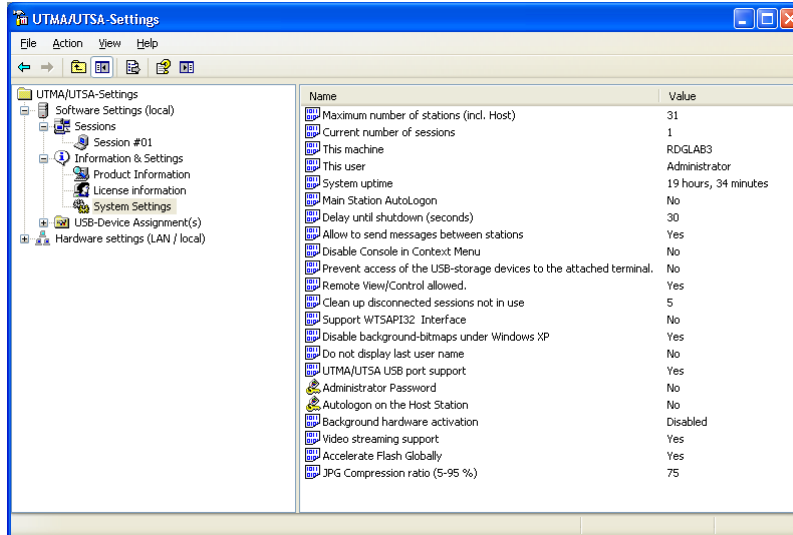 UTMA/UTSA-Settings
File Action View Help
UTMA/UTSA-Settings
Software Settings (local)
Sessions
Session #01
Information & Settings
Product Information
License information
System Settings
USB-Device Assignment(s)
Hardware settings (LAN / local)
Name Value
Maximum number of stations (incl. Host) 31
Current number of sessions 1
This machine RDGLAB3
This user Administrator
System uptime 19 hours, 34 minutes
Main Station AutoLogon No
Delay until shutdown (seconds) 30
Allow to send messages between stations Yes
Disable Console in Context Menu No
Prevent access of the USB-storage devices to the attached terminal. No
Remote View/Control allowed. Yes
Clean up disconnected sessions not in use 5
Support WTSAPI32 Interface No
Disable background-bitmaps under Windows XP Yes
Do not display last user name No
UTMA/UTSA USB port support Yes
Administrator Password No
Autologon on the Host Station No
Background hardware activation Disabled
Video streaming support Yes
Accelerate Flash Globally Yes
JPG Compression ratio (5-95 %) 75